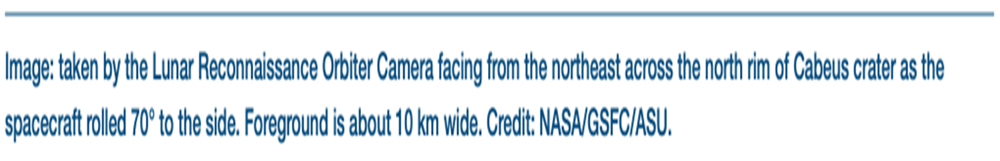 Image: taken by the Lunar Reconnaissance Orbiter Camera facing from the northeast across the north rim of Cabeus crater as the
spacecraft rolled 70° to the side. Foreground is about 10 km wide. Credit: NASA/GSFC/ASU.